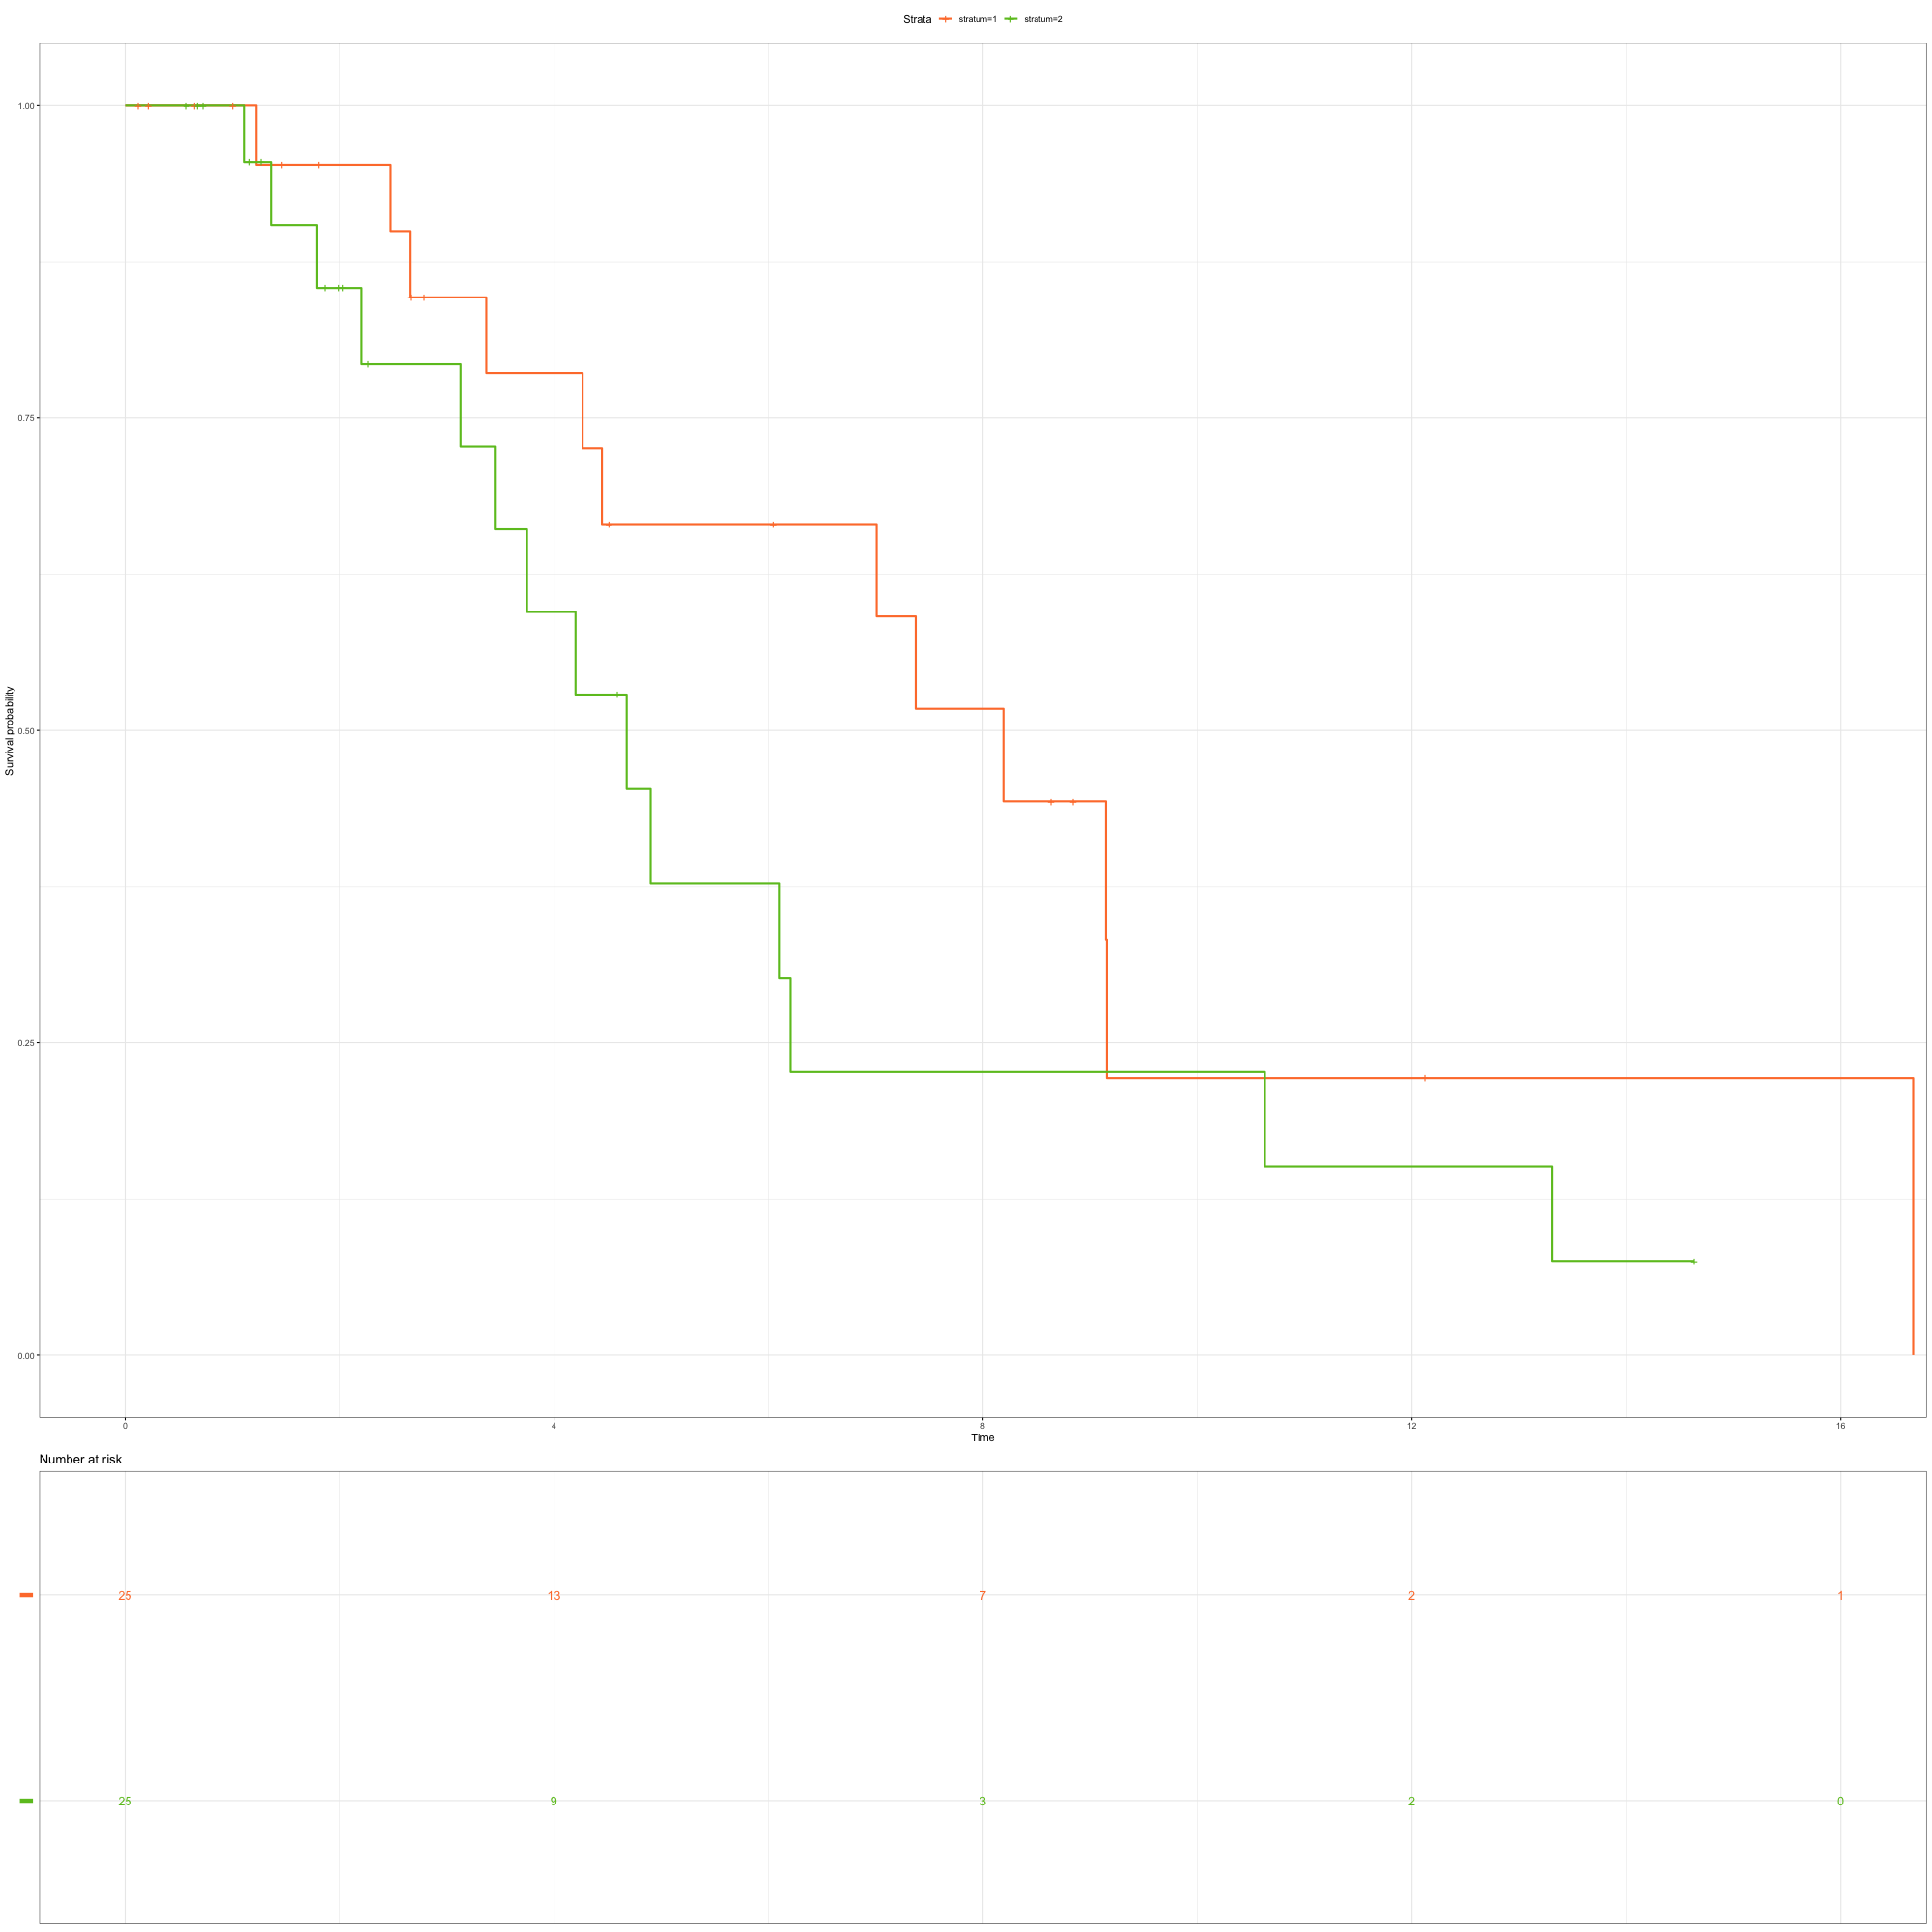 Strata stratum=1 stratum=2
1.00
0.75
0.50
0.25
0.00
Survival probability
0 4 8 12 16
Time
Number at risk
25 13 7 2 1
25 9 3 2 0